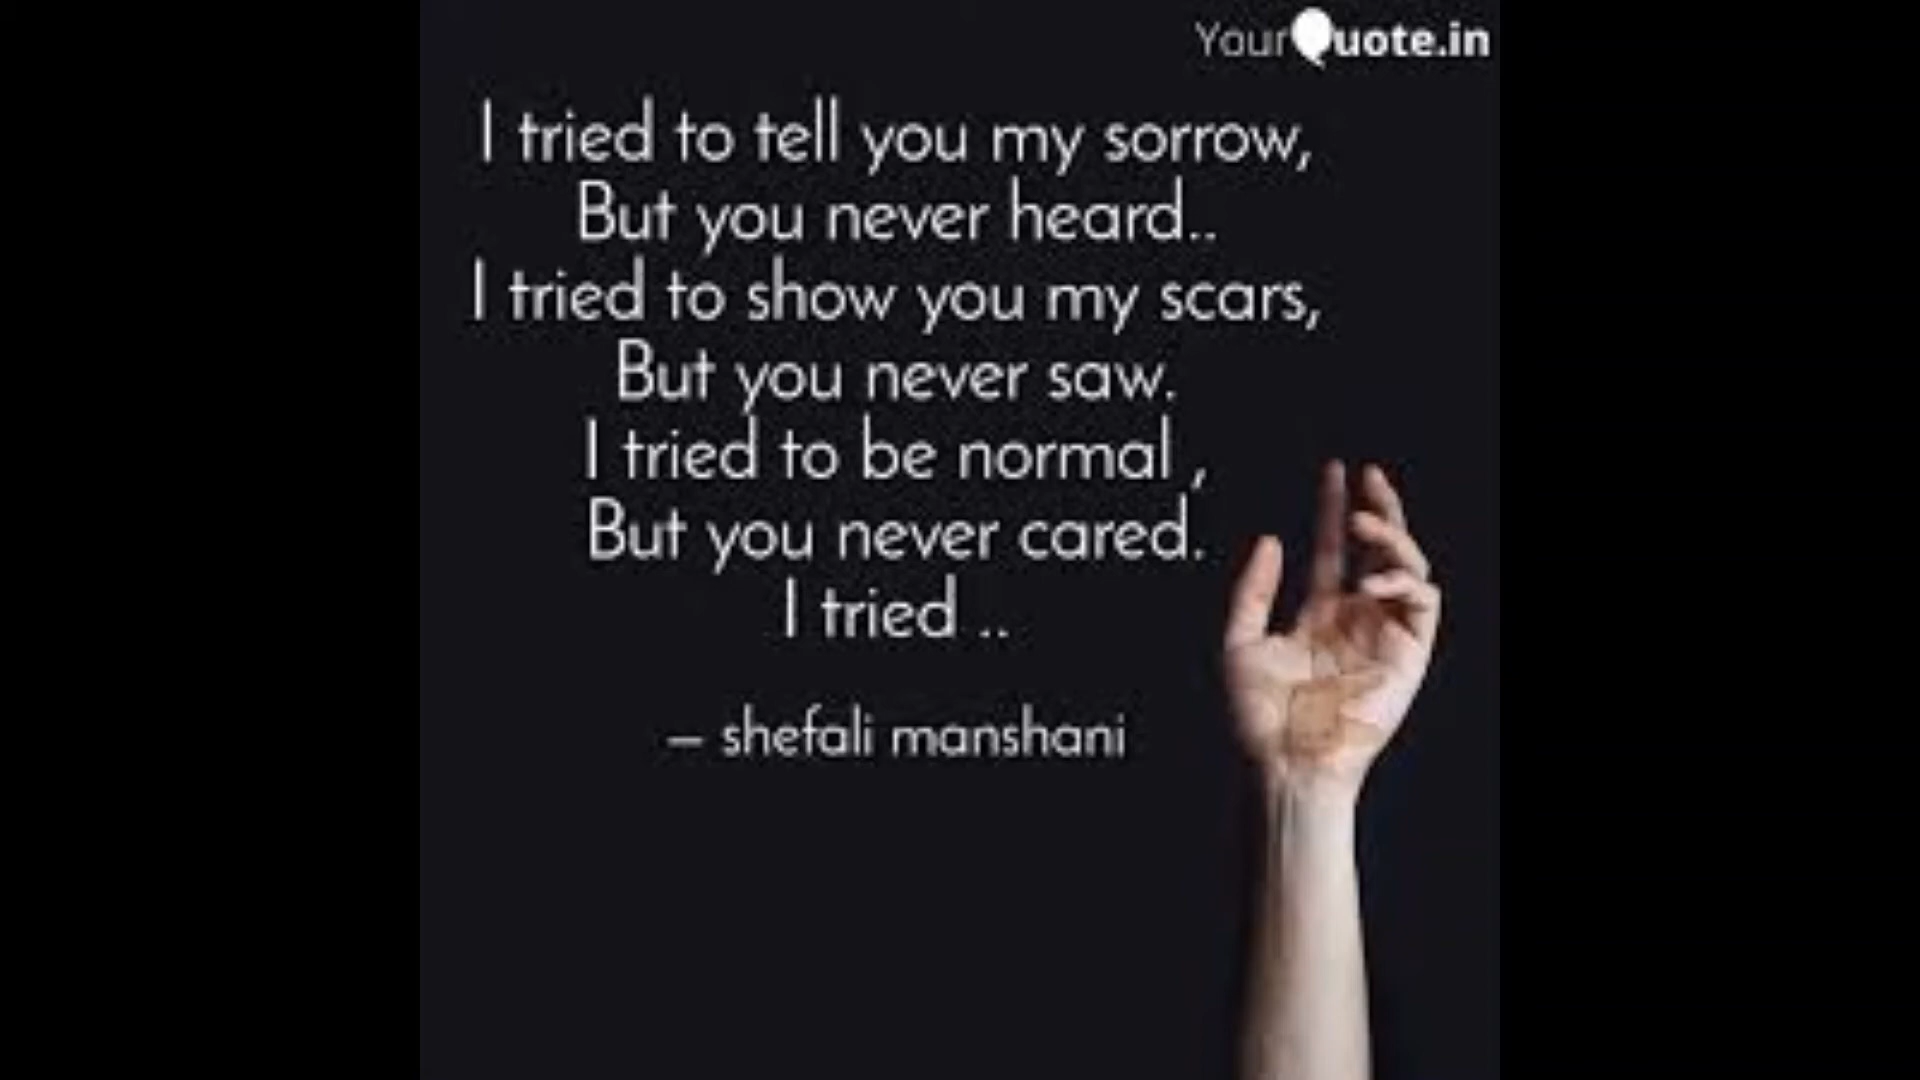 YourQuote.in
I tried to tell you my sorrow,
But you never heard..
I tried to show you my scars,
But you never saw.
I tried to be normal ,
But you never cared.
I tried ..
– shefali manshani